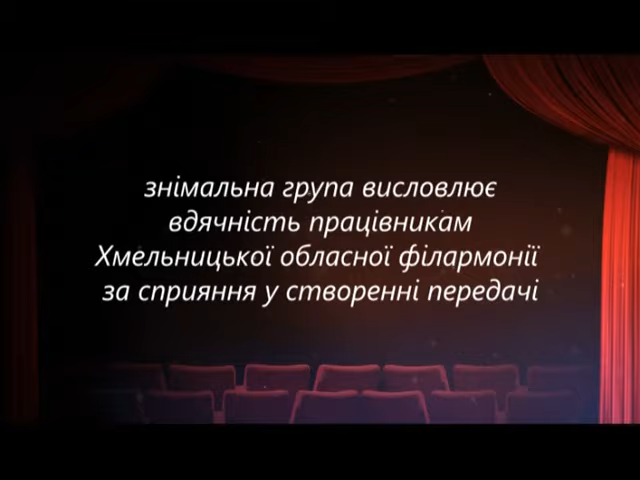 знімальна група висловлює
вдячність працівникам
Хмельницької обласної філармонії
за сприяння у створенні передачі